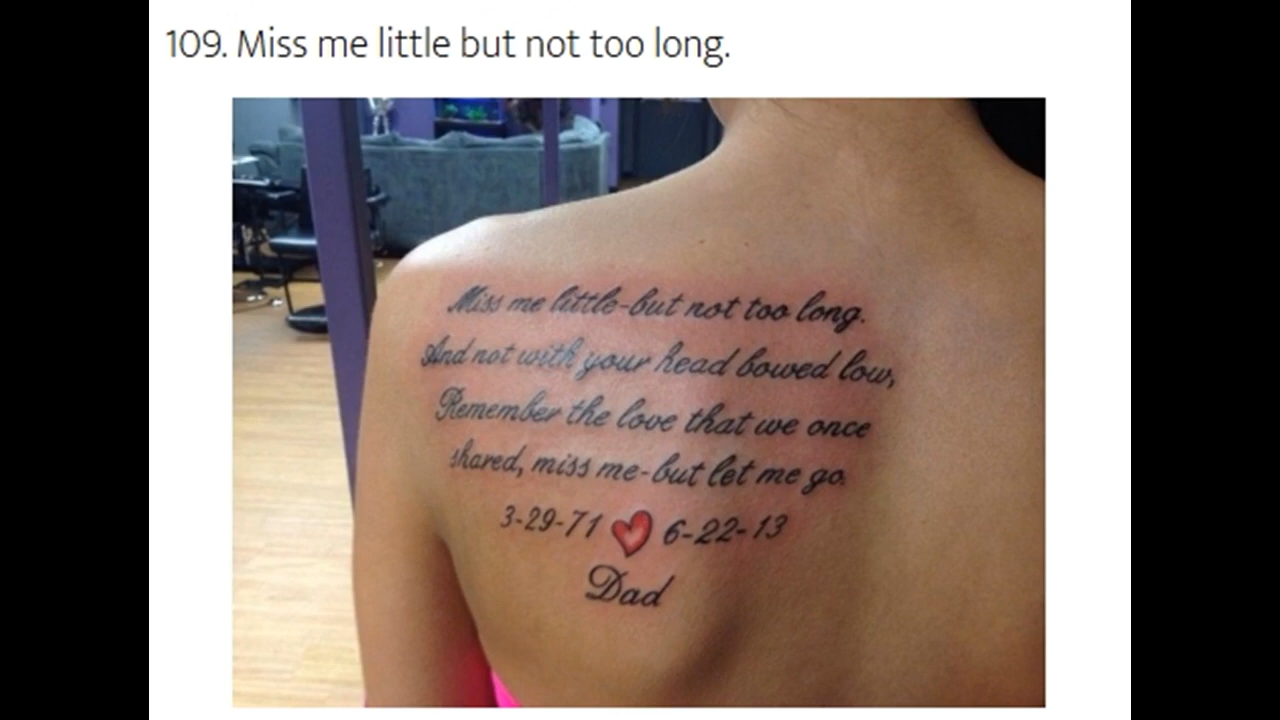 109. Miss me little but not too long.
Miss me little-but not too long.
And not with your head bowed low,
Remember the love that we once
shared, miss me-but let me go.
3-29-71 6-22-13
Dad